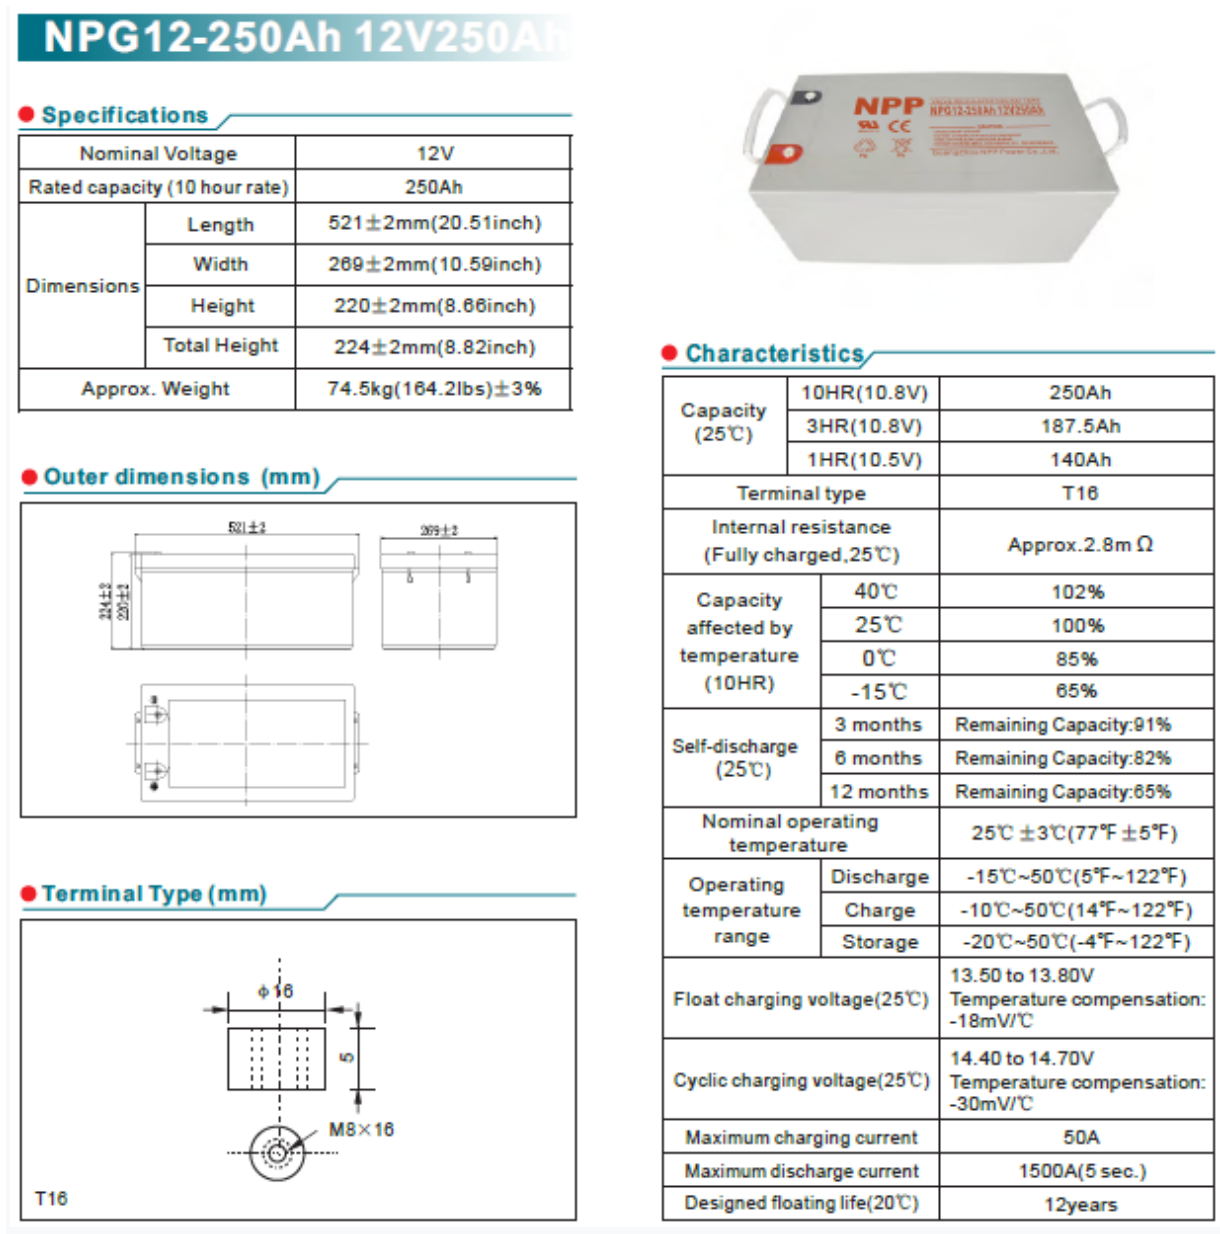 NPG12-250Ah 12V250Ah
Specifications
Nominal Voltage 12V
Rated capacity (10 hour rate) 250Ah
Dimensions
Length 521±2mm(20.51inch)
Width 269±2mm(10.59inch)
Height 220±2mm(8.66inch)
Total Height 224±2mm(8.82inch)
Approx. Weight 74.5kg(164.2lbs)±3%
Outer dimensions (mm)
521±2
269±2
224±2
220±2
Terminal Type (mm)
ϕ16
5
M8×16
T16
NPP
NPG12-250Ah 12V250Ah
CE
GuangZhou NPP Power Co.,Ltd.
Characteristics
Capacity
(25℃)
10HR(10.8V) 250Ah
3HR(10.8V) 187.5Ah
1HR(10.5V) 140Ah
Terminal type T16
Internal resistance
(Fully charged,25℃)
Approx.2.8mΩ
Capacity
affected by
temperature
(10HR)
40℃ 102%
25℃ 100%
0℃ 85%
-15℃ 65%
Self-discharge
(25℃)
3 months Remaining Capacity:91%
6 months Remaining Capacity:82%
12 months Remaining Capacity:65%
Nominal operating
temperature
25℃±3℃(77℉±5℉)
Operating
temperature
range
Discharge -15℃~50℃(5℉~122℉)
Charge -10℃~50℃(14℉~122℉)
Storage -20℃~50℃(-4℉~122℉)
Float charging voltage(25℃)
13.50 to 13.80V
Temperature compensation:
-18mV/℃
Cyclic charging voltage(25℃)
14.40 to 14.70V
Temperature compensation:
-30mV/℃
Maximum charging current 50A
Maximum discharge current 1500A(5 sec.)
Designed floating life(20℃) 12years